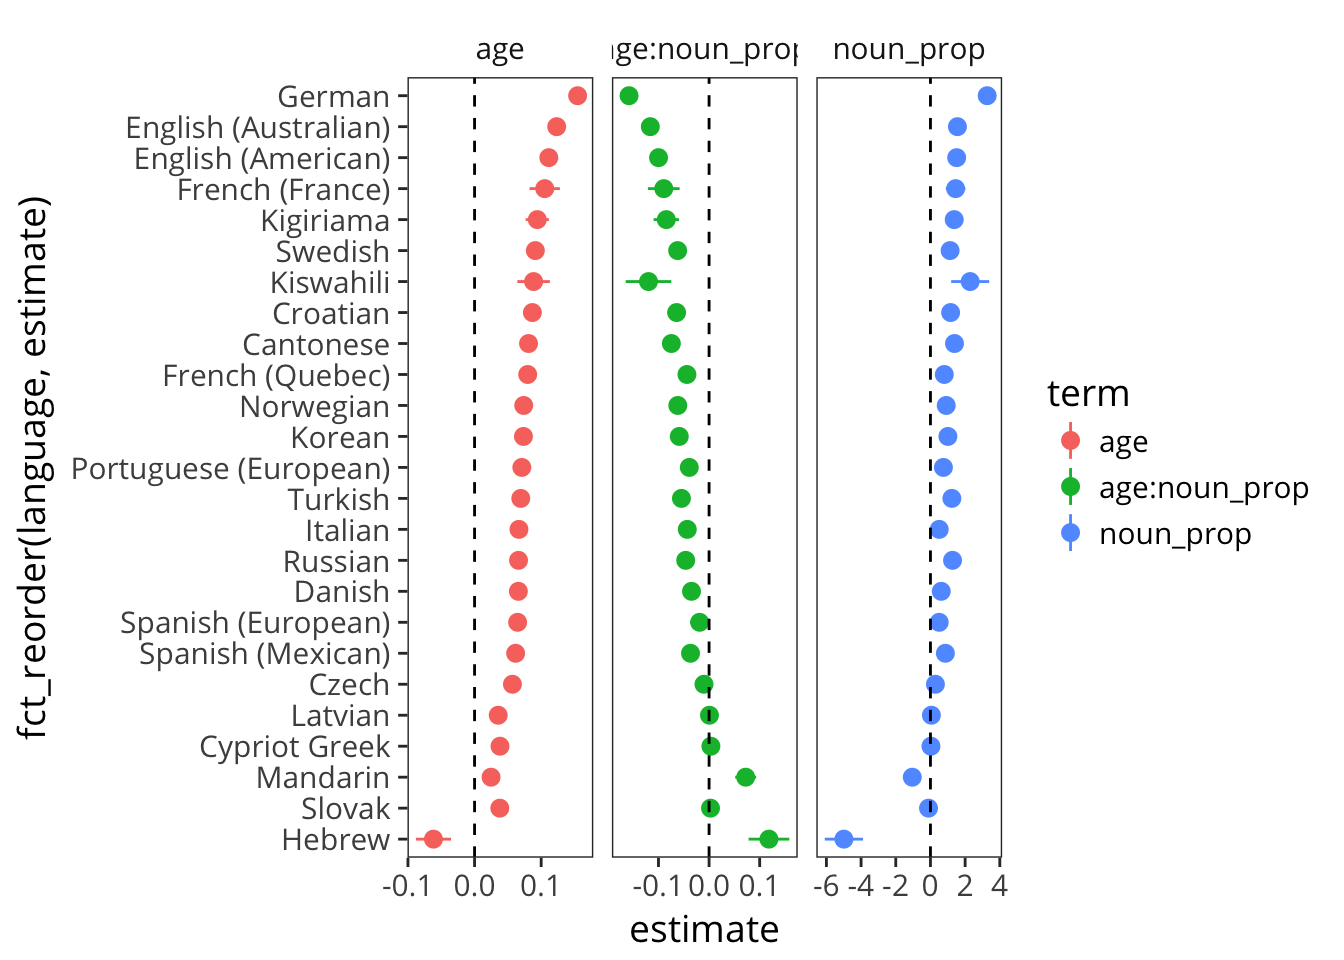 age
age:noun_prop
noun_prop
fct_reorder(language, estimate)
German
English (Australian)
English (American)
French (France)
Kigiriama
Swedish
Kiswahili
Croatian
Cantonese
French (Quebec)
Norwegian
Korean
Portuguese (European)
Turkish
Italian
Russian
Danish
Spanish (European)
Spanish (Mexican)
Czech
Latvian
Cypriot Greek
Mandarin
Slovak
Hebrew
-0.1 0.0 0.1
-0.1 0.0 0.1
-6 -4 -2 0 2 4
estimate
term
age
age:noun_prop
noun_prop